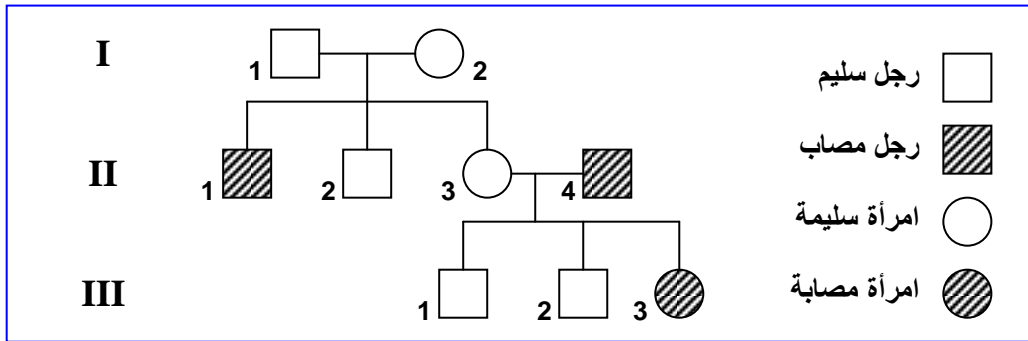 I
1 2
رجل سليم
رجل مصاب
II
1 2 3 4
امرأة سليمة
III
1 2 3
امرأة مصابة